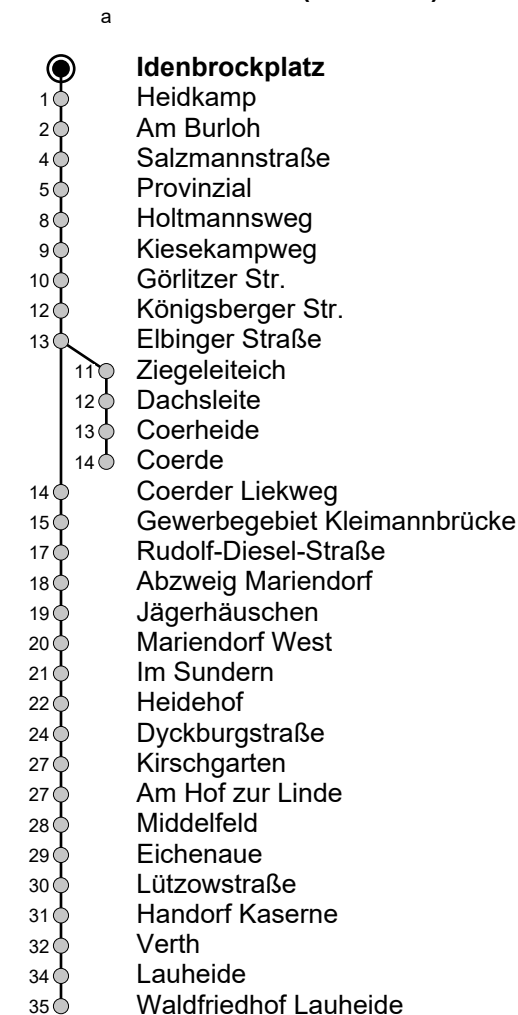 a
Idenbrockplatz
1 Heidkamp
2 Am Burloh
4 Salzmannstraße
5 Provinzial
8 Holtmannsweg
9 Kiesekampweg
10 Görlitzer Str.
12 Königsberger Str.
13 Elbinger Straße
11 Ziegeleiteich
12 Dachsleite
13 Coerheide
14 Coerde
14 Coerder Liekweg
15 Gewerbegebiet Kleimannbrücke
17 Rudolf-Diesel-Straße
18 Abzweig Mariendorf
19 Jägerhäuschen
20 Mariendorf West
21 Im Sundern
22 Heidehof
24 Dyckburgstraße
27 Kirschgarten
27 Am Hof zur Linde
28 Middelfeld
29 Eichenaue
30 Lützowstraße
31 Handorf Kaserne
32 Verth
34 Lauheide
35 Waldfriedhof Lauheide